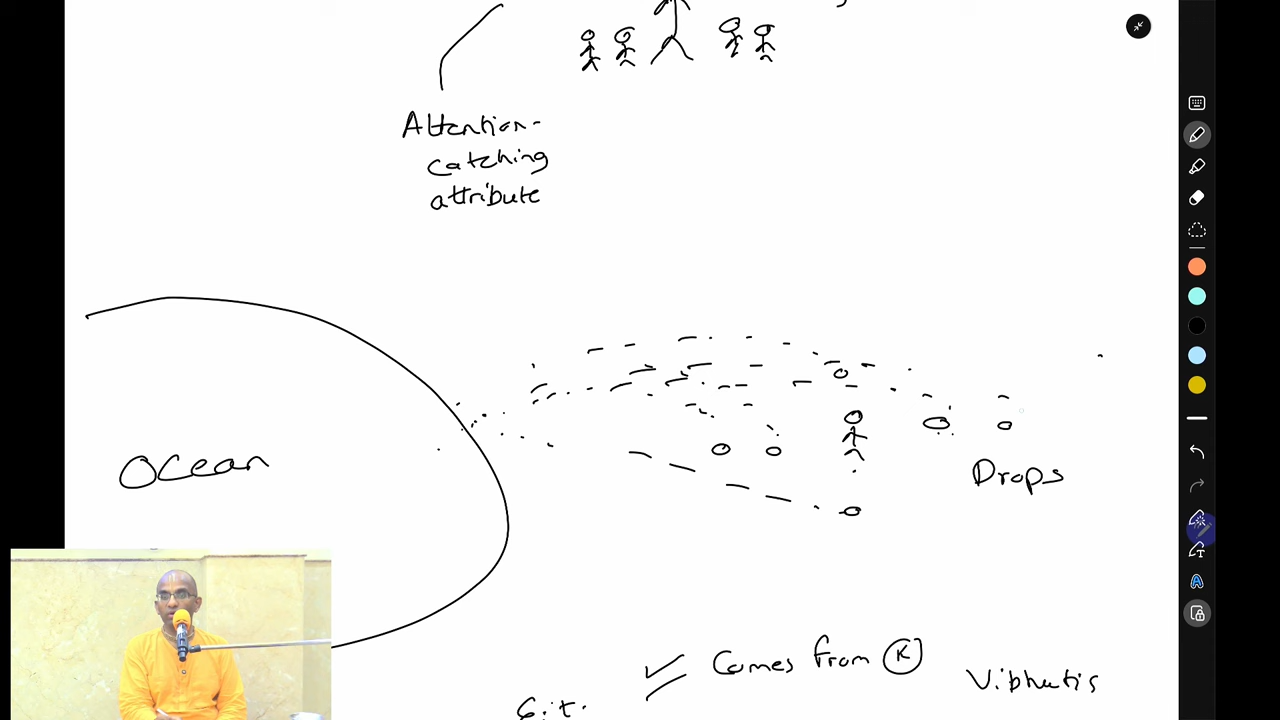 Attention-
catching
attribute
Ocean
Drops
Comes from K
Vibhutis